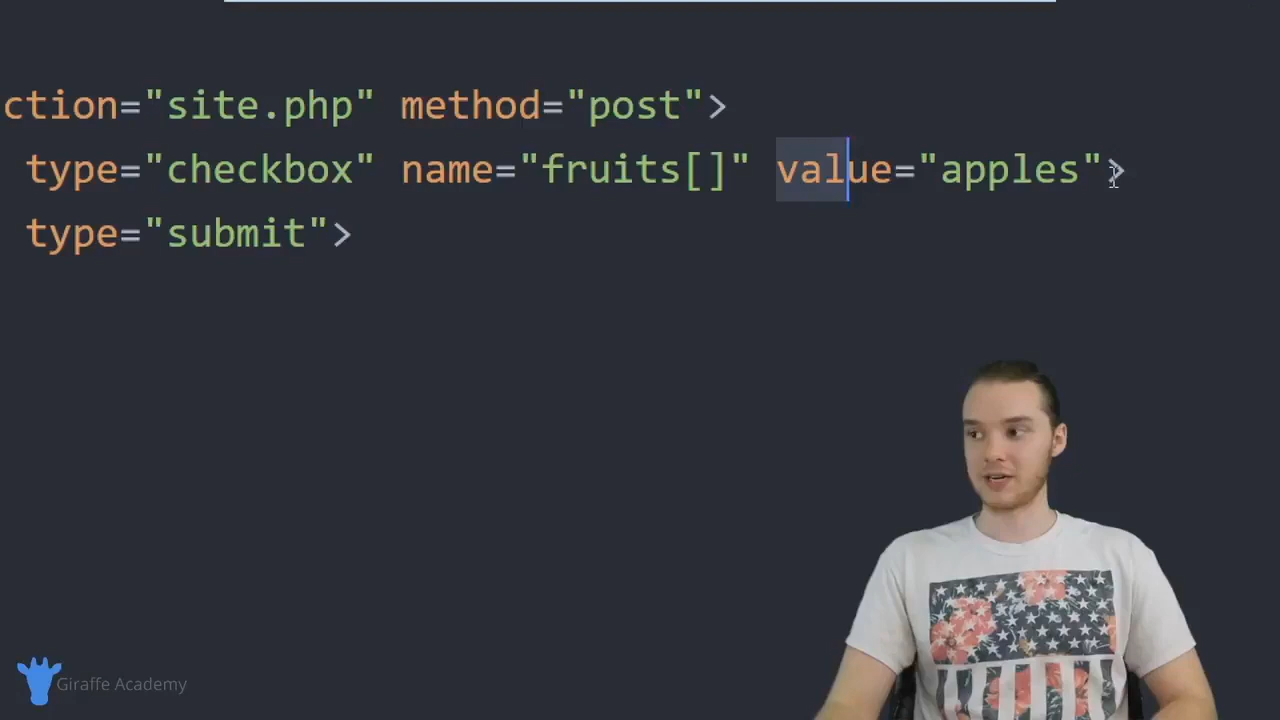 ction="site.php" method="post">
type="checkbox" name="fruits[]" value="apples">
type="submit">
Giraffe Academy